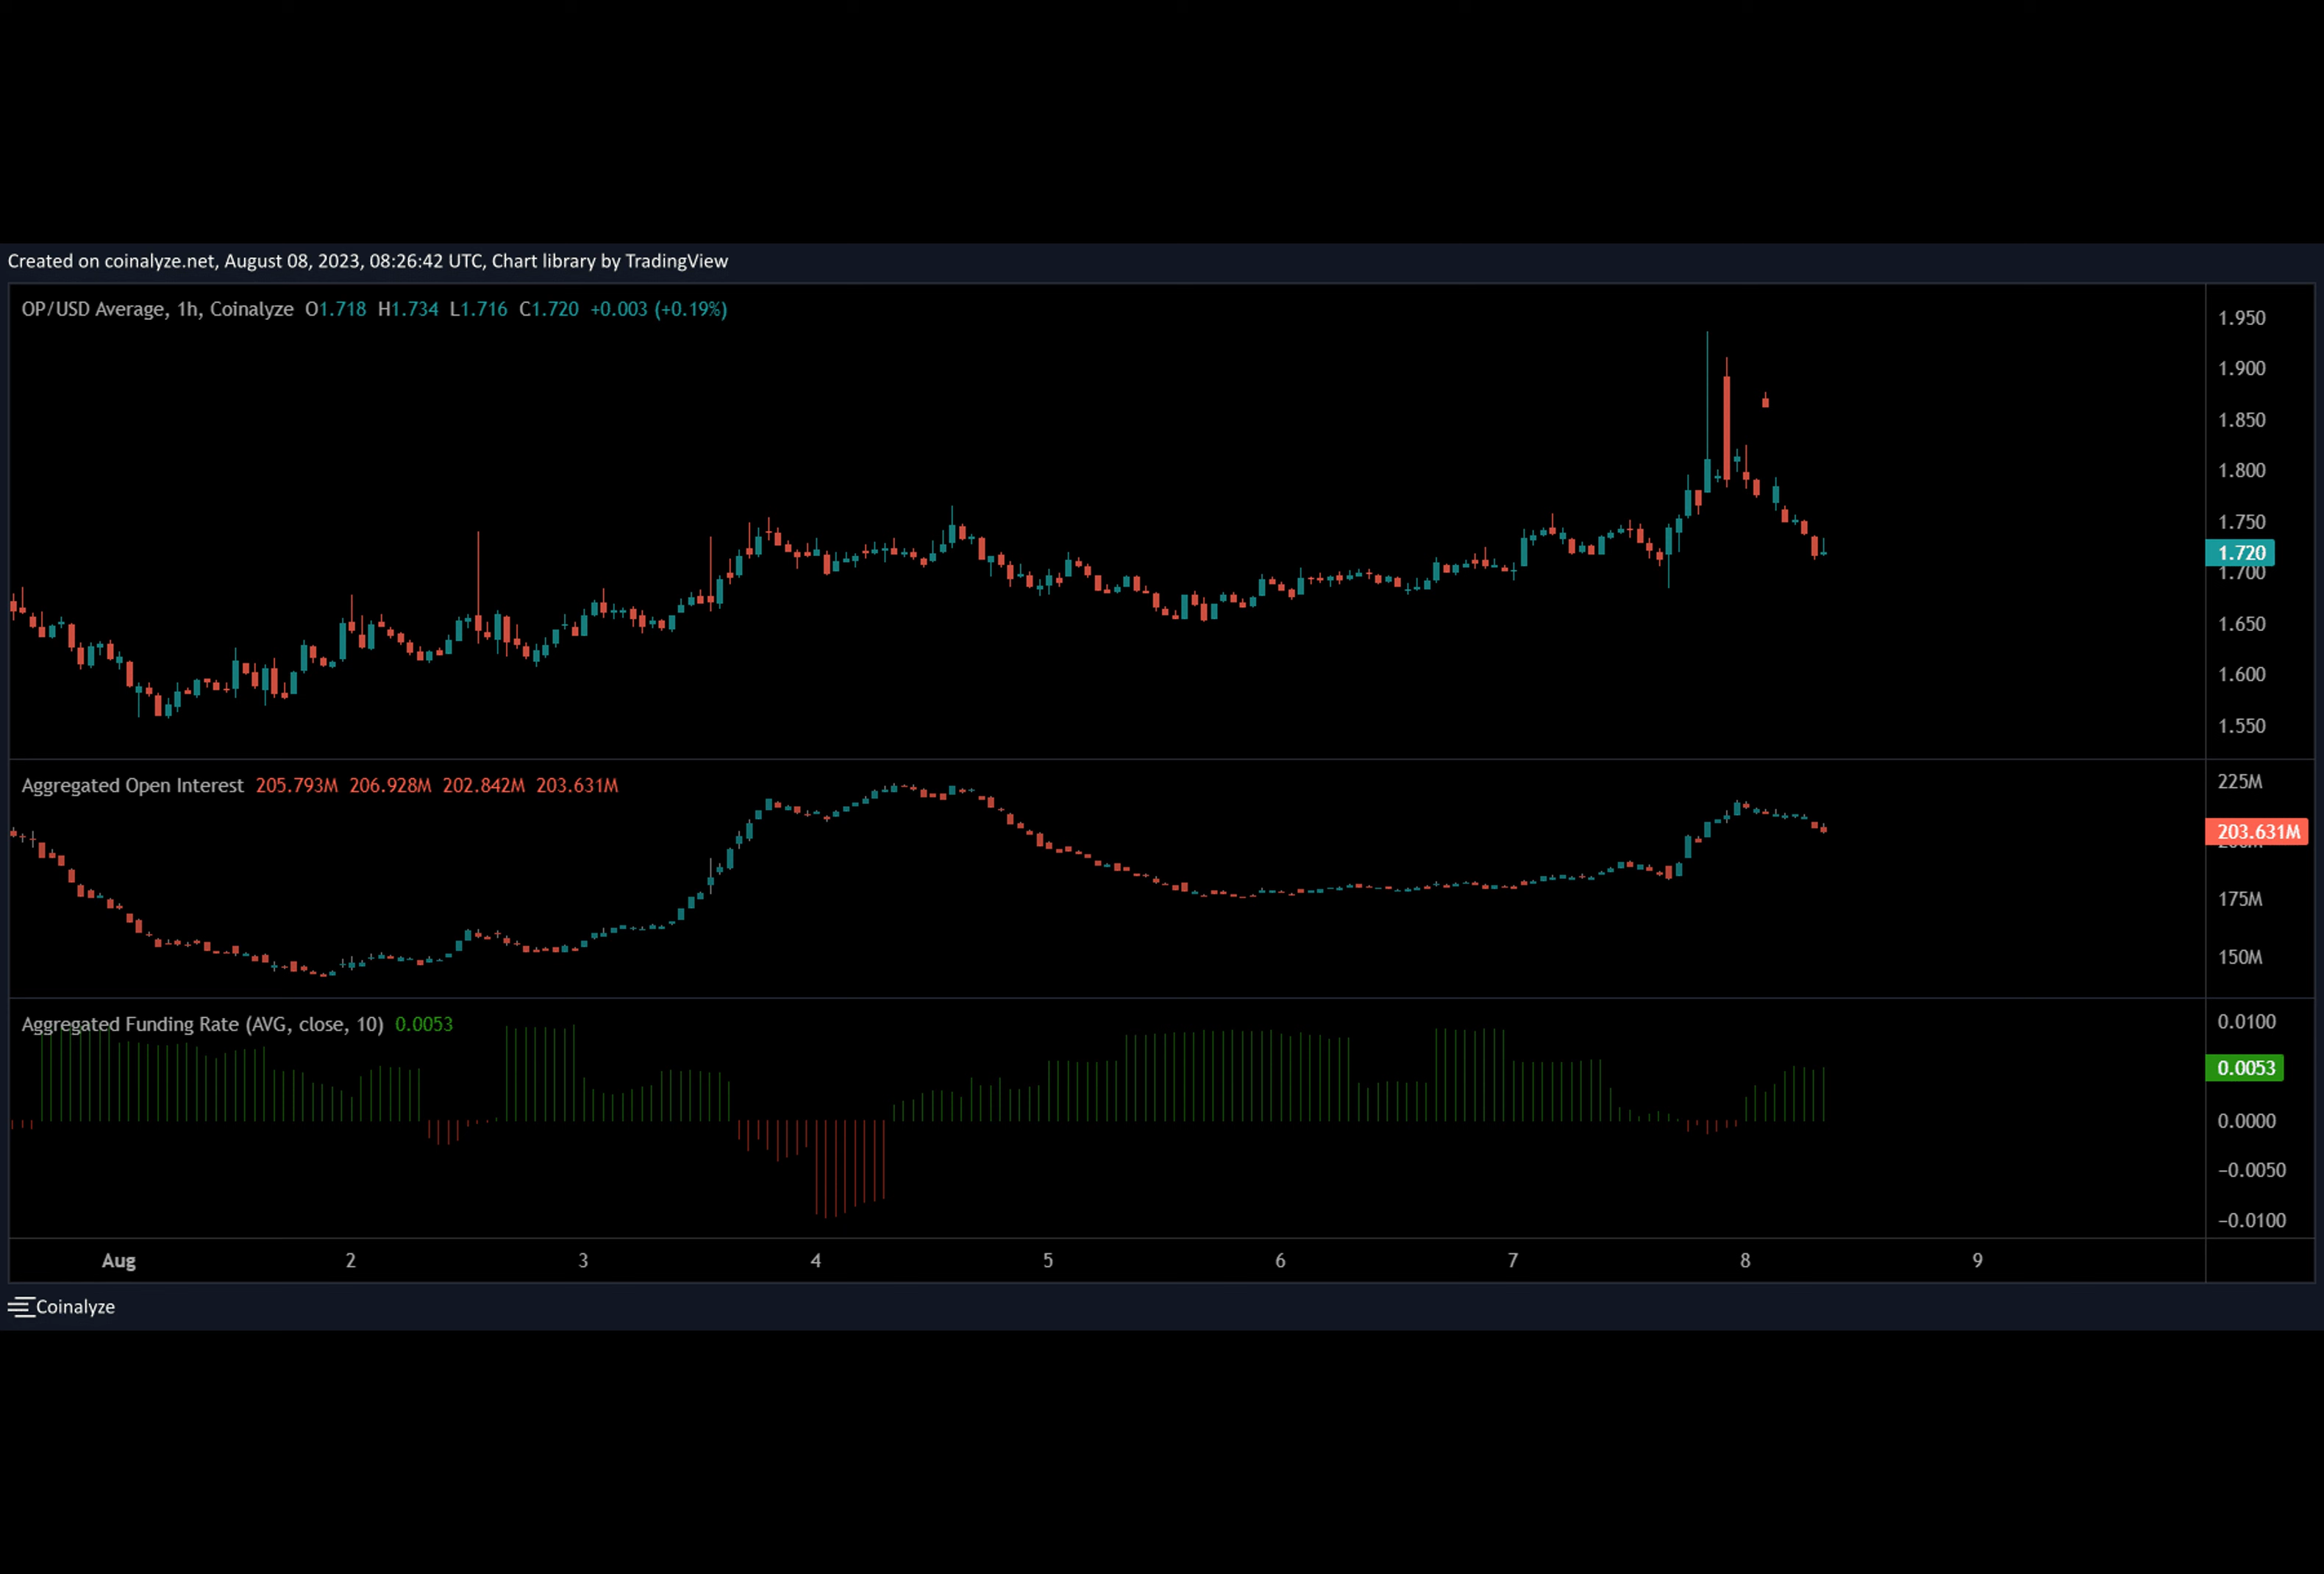 Created on coinalyze.net, August 08, 2023, 08:26:42 UTC, Chart library by TradingView
OP/USD Average, 1h, Coinalyze O1.718 H1.734 L1.716 C1.720 +0.003 (+0.19%)
1.950
1.900
1.850
1.800
1.750
1.720
1.700
1.650
1.600
1.550
Aggregated Open Interest 205.793M 206.928M 202.842M 203.631M
225M
203.631M
175M
150M
Aggregated Funding Rate (AVG, close, 10) 0.0053
0.0100
0.0053
0.0000
−0.0050
−0.0100
Aug 2 3 4 5 6 7 8 9
Coinalyze